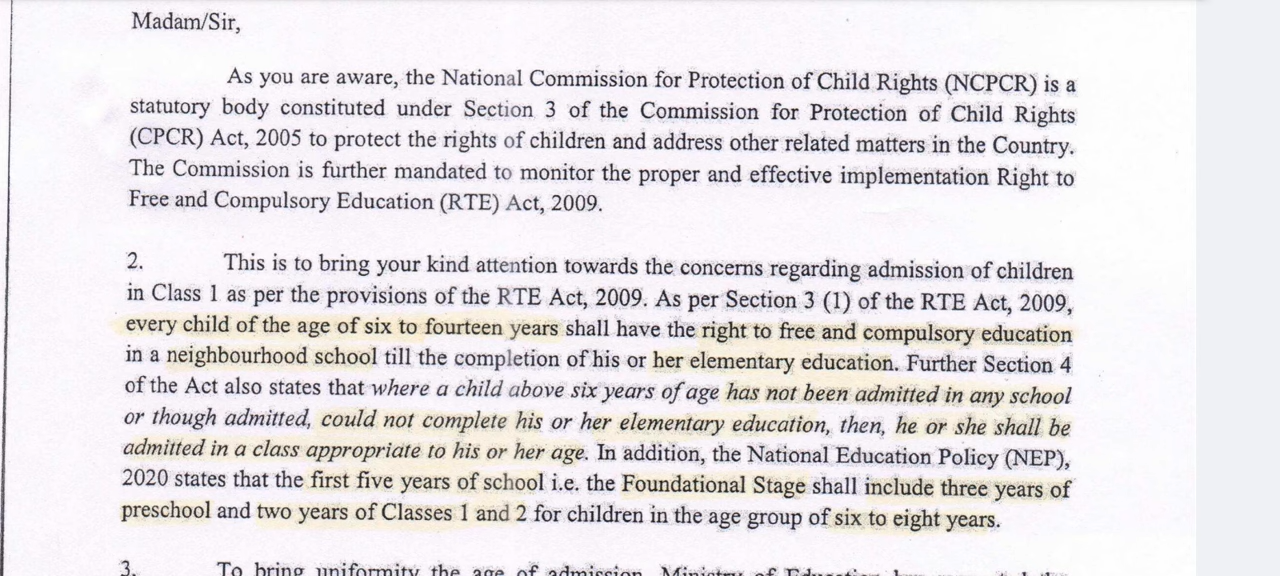 Madam/Sir,
As you are aware, the National Commission for Protection of Child Rights (NCPCR) is a
statutory body constituted under Section 3 of the Commission for Protection of Child Rights
(CPCR) Act, 2005 to protect the rights of children and address other related matters in the Country.
The Commission is further mandated to monitor the proper and effective implementation Right to
Free and Compulsory Education (RTE) Act, 2009.
2. This is to bring your kind attention towards the concerns regarding admission of children
in Class 1 as per the provisions of the RTE Act, 2009. As per Section 3 (1) of the RTE Act, 2009,
every child of the age of six to fourteen years shall have the right to free and compulsory education
in a neighbourhood school till the completion of his or her elementary education. Further Section 4
of the Act also states that where a child above six years of age has not been admitted in any school
or though admitted, could not complete his or her elementary education, then, he or she shall be
admitted in a class appropriate to his or her age. In addition, the National Education Policy (NEP),
2020 states that the first five years of school i.e. the Foundational Stage shall include three years of
preschool and two years of Classes 1 and 2 for children in the age group of six to eight years.
3. To bring uniformity the age of admission, Ministry of Education has